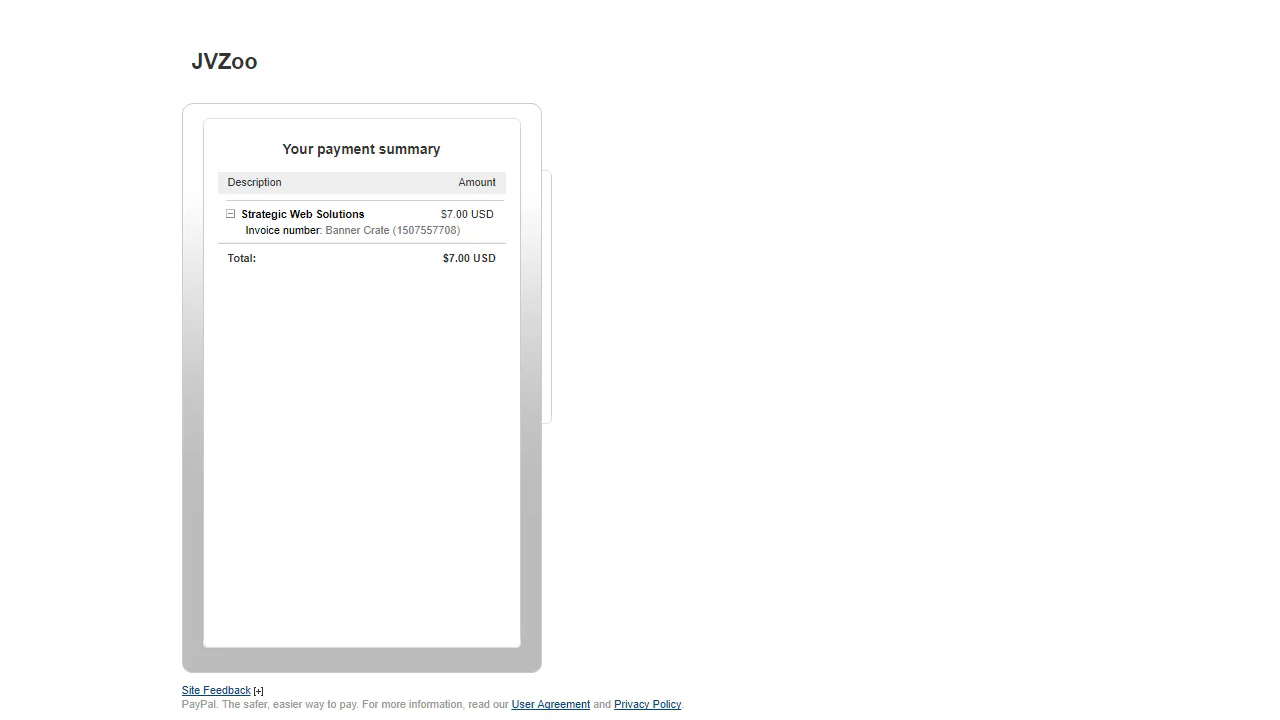 JVZoo
Your payment summary
Description Amount
Strategic Web Solutions $7.00 USD
Invoice number: Banner Crate (1507557708)
Total: $7.00 USD
Site Feedback [+]
PayPal. The safer, easier way to pay. For more information, read our User Agreement and Privacy Policy.